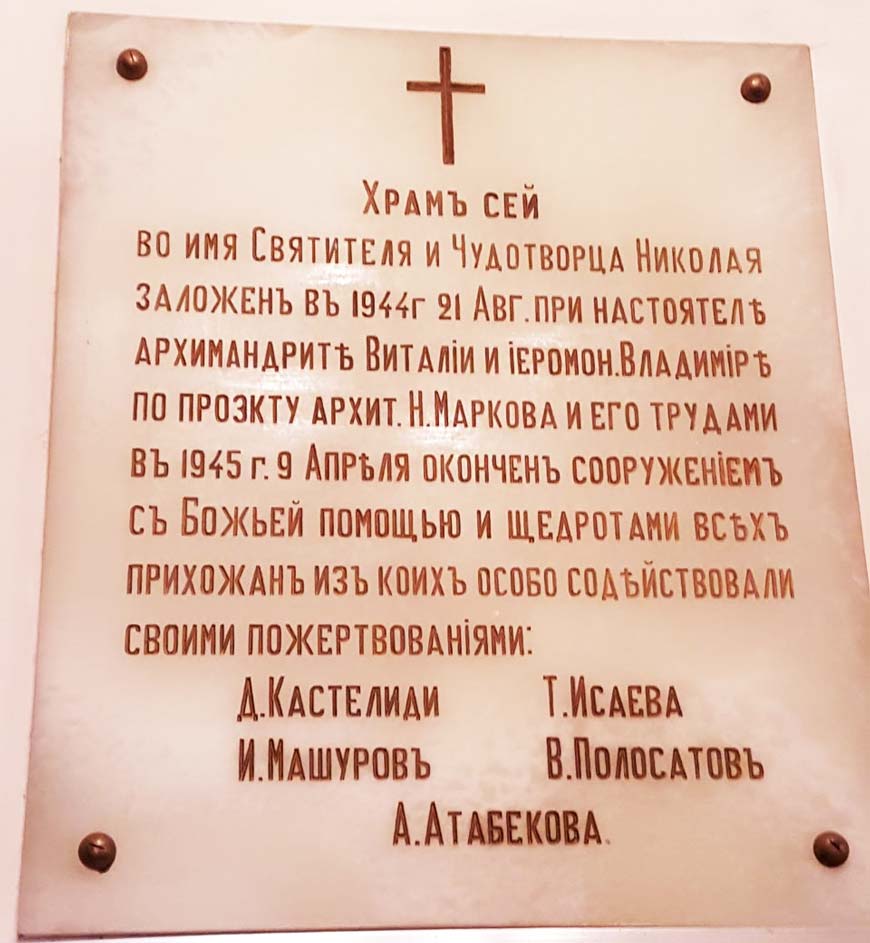 Храмъ сей
во имя Святителя и Чудотворца Николая
заложенъ въ 1944г 21 Авг. при настоятелѣ
архимандритѣ Виталіи и іеромон. Владимірѣ
по проэкту архит. Н. Маркова и его трудами
въ 1945 г. 9 Апрѣля оконченъ сооруженіемъ
съ Божьей помощью и щедротами всѣхъ
прихожанъ изъ коихъ особо содѣйствовали
своими пожертвованіями:
Д. Кастелиди Т. Исаева
И. Машуровъ В. Полосатовъ
А. Атабекова.